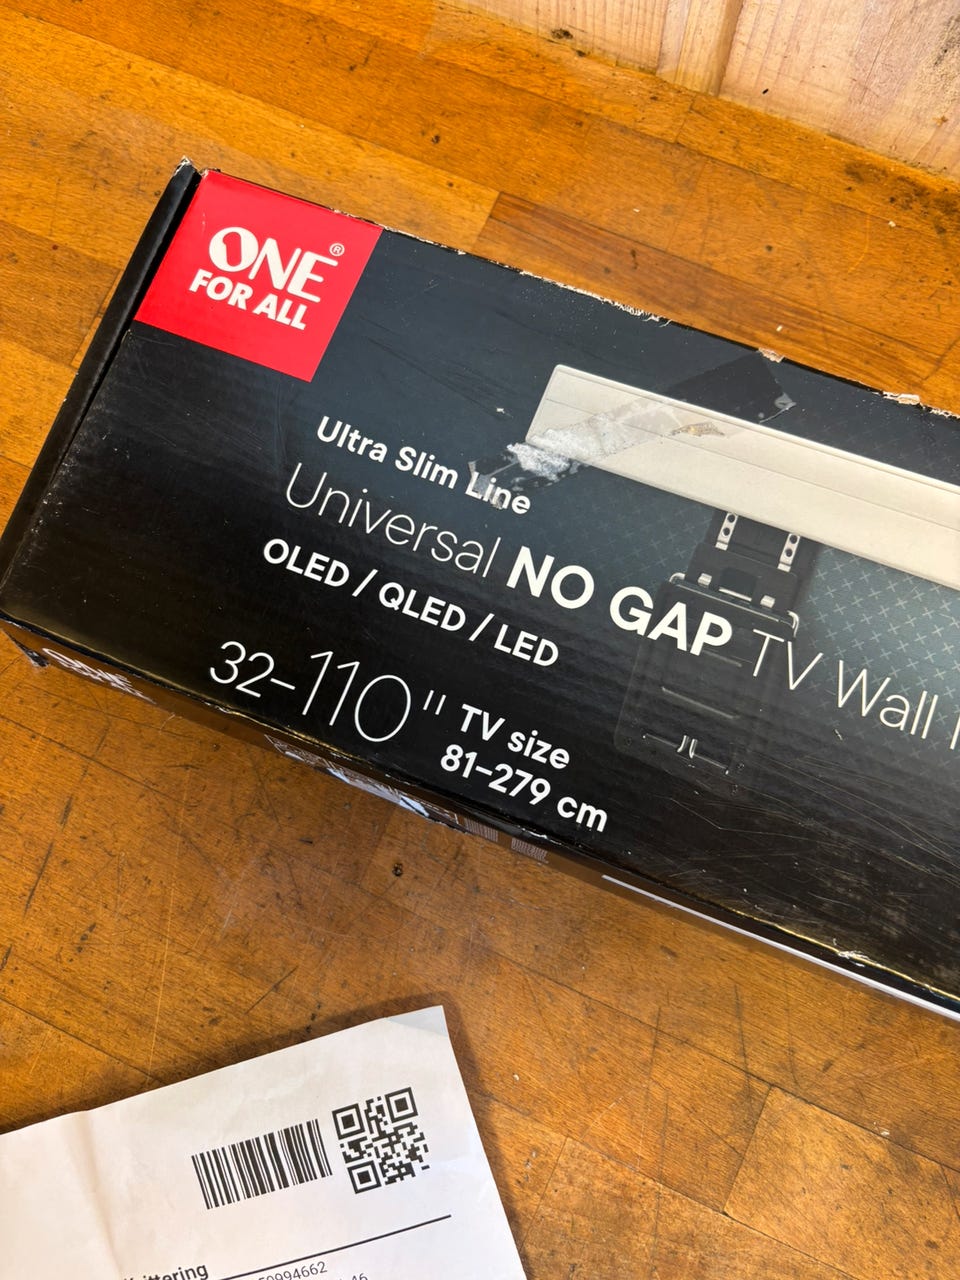 ONE®
FOR ALL
Ultra Slim Line
Universal NO GAP TV Wall
OLED / QLED / LED
32-110" TV size
81-279 cm
ONE